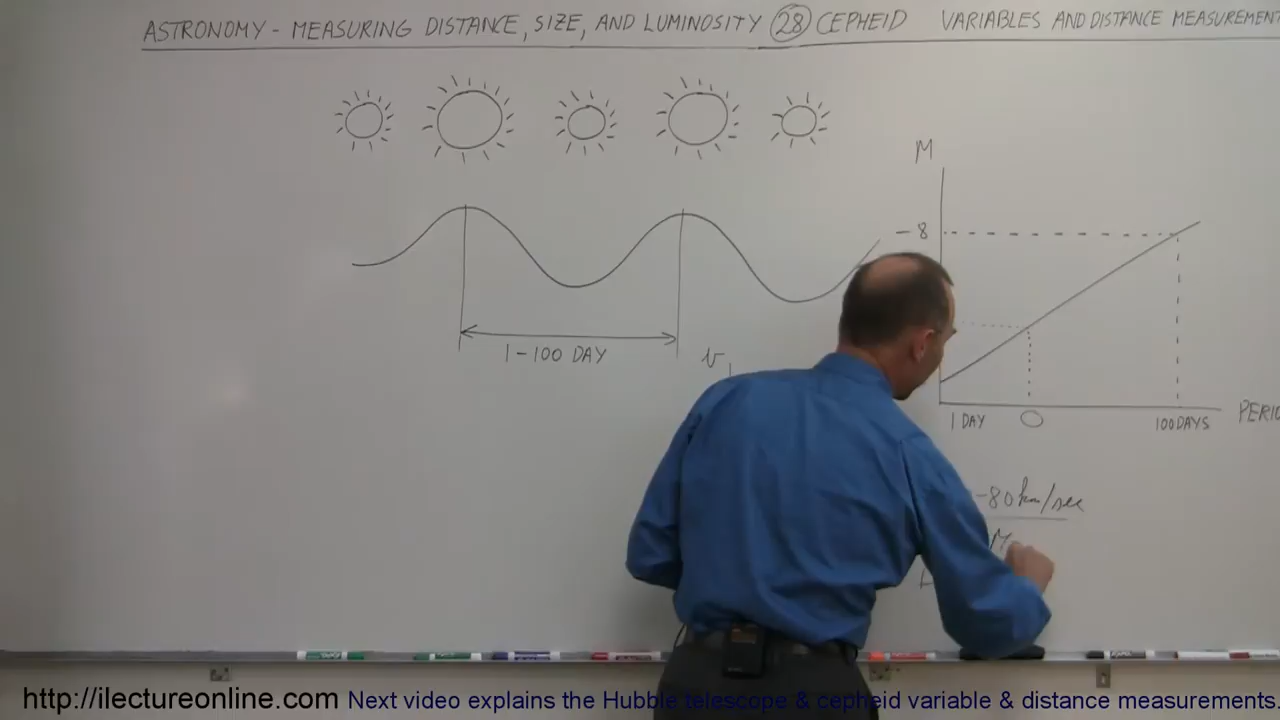 ASTRONOMY - MEASURING DISTANCE, SIZE, AND LUMINOSITY 28 CEPHEID VARIABLES AND DISTANCE MEASUREMENT
M
-8
1-100 DAY
v
1 DAY
100 DAYS
-80 km/sec
M
http://ilectureonline.com Next video explains the Hubble telescope & cepheid variable & distance measurements.